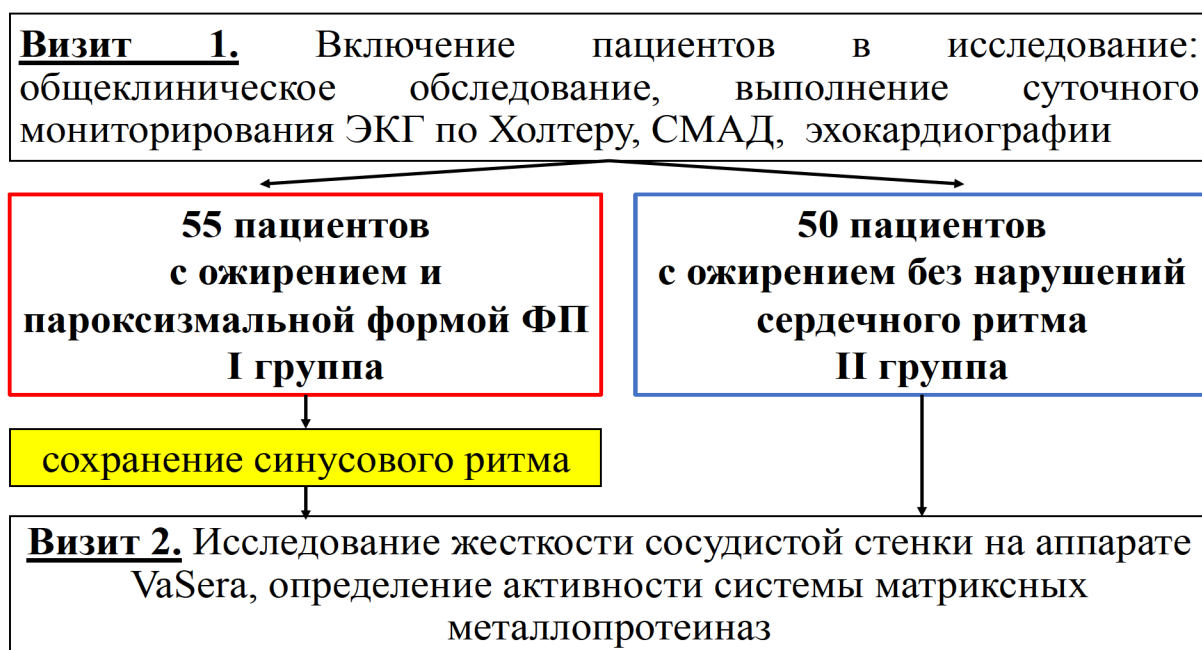 Визит 1. Включение пациентов в исследование:
общеклиническое обследование, выполнение суточного
мониторирования ЭКГ по Холтеру, СМАД, эхокардиографии
55 пациентов
с ожирением и
пароксизмальной формой ФП
I группа
50 пациентов
с ожирением без нарушений
сердечного ритма
II группа
сохранение синусового ритма
Визит 2. Исследование жесткости сосудистой стенки на аппарате
VaSera, определение активности системы матриксных
металлопротеиназ